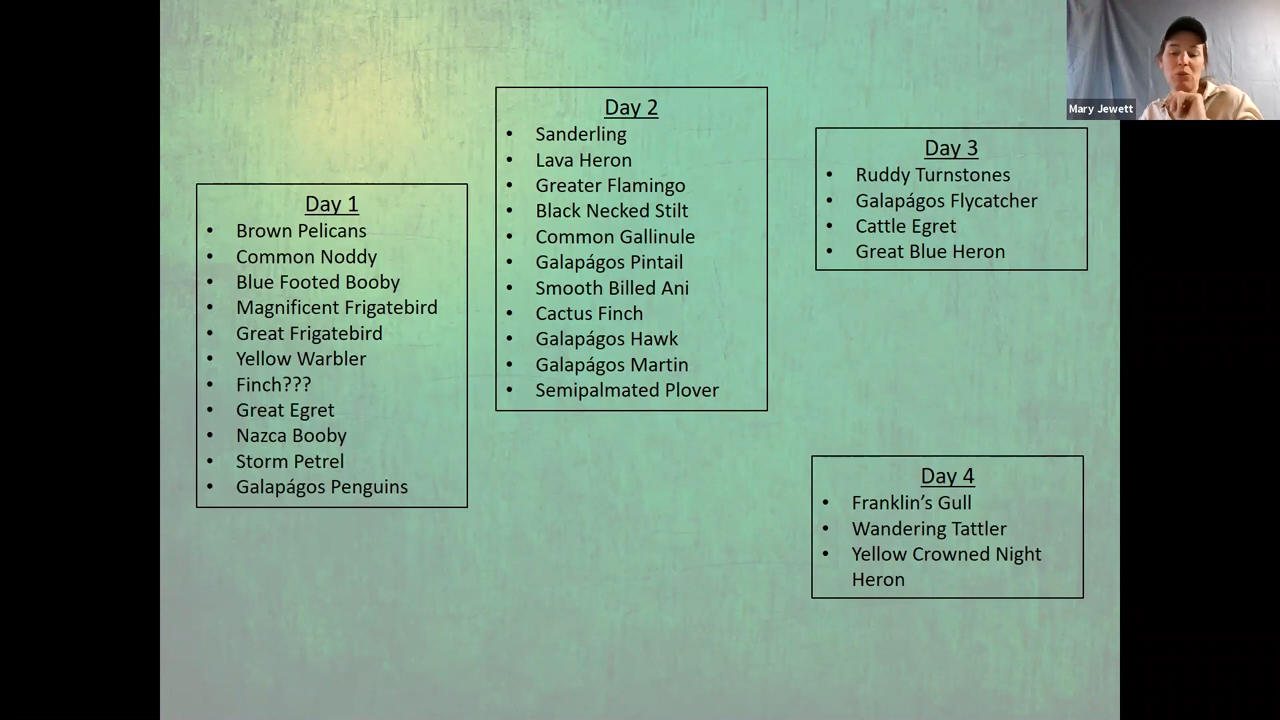 Day 1
• Brown Pelicans
• Common Noddy
• Blue Footed Booby
• Magnificent Frigatebird
• Great Frigatebird
• Yellow Warbler
• Finch???
• Great Egret
• Nazca Booby
• Storm Petrel
• Galapágos Penguins
Day 2
• Sanderling
• Lava Heron
• Greater Flamingo
• Black Necked Stilt
• Common Gallinule
• Galapágos Pintail
• Smooth Billed Ani
• Cactus Finch
• Galapágos Hawk
• Galapágos Martin
• Semipalmated Plover
Day 3
• Ruddy Turnstones
• Galapágos Flycatcher
• Cattle Egret
• Great Blue Heron
Day 4
• Franklin’s Gull
• Wandering Tattler
• Yellow Crowned Night
Heron
Mary Jewett